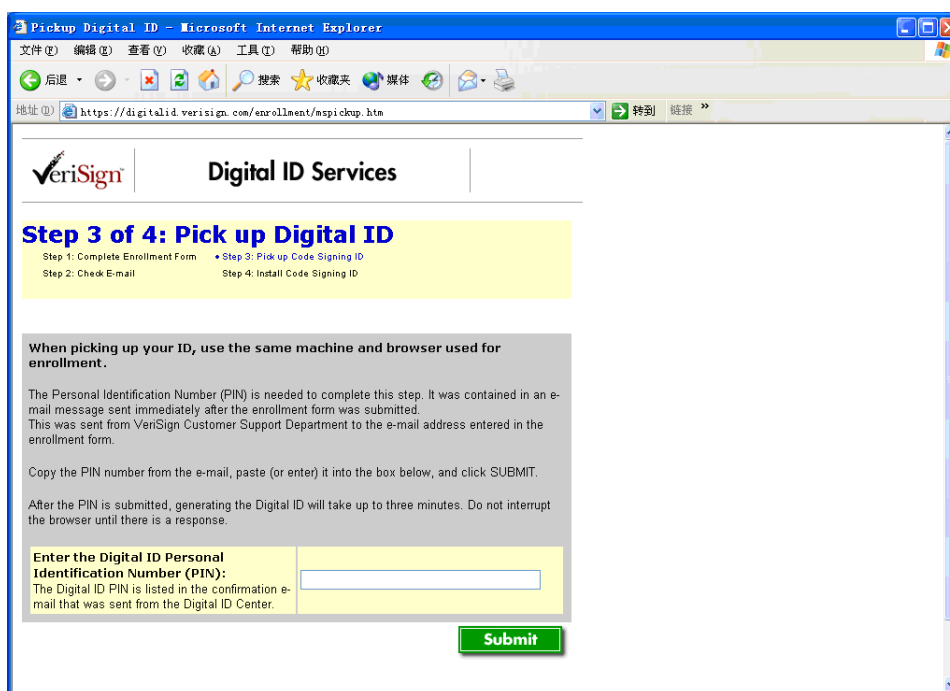 Pickup Digital ID - Microsoft Internet Explorer
文件(F) 编辑(E) 查看(V) 收藏(A) 工具(T) 帮助(H)
后退 搜索 收藏夹 媒体
地址(D) https://digitalid.verisign.com/enrollment/mspickup.htm 转到 链接 »
VeriSign Digital ID Services
Step 3 of 4: Pick up Digital ID
Step 1: Complete Enrollment Form • Step 3: Pick up Code Signing ID
Step 2: Check E-mail Step 4: Install Code Signing ID
When picking up your ID, use the same machine and browser used for
enrollment.
The Personal Identification Number (PIN) is needed to complete this step. It was contained in an e-
mail message sent immediately after the enrollment form was submitted.
This was sent from VeriSign Customer Support Department to the e-mail address entered in the
enrollment form.
Copy the PIN number from the e-mail, paste (or enter) it into the box below, and click SUBMIT.
After the PIN is submitted, generating the Digital ID will take up to three minutes. Do not interrupt
the browser until there is a response.
Enter the Digital ID Personal
Identification Number (PIN):
The Digital ID PIN is listed in the confirmation e-
mail that was sent from the Digital ID Center.
Submit